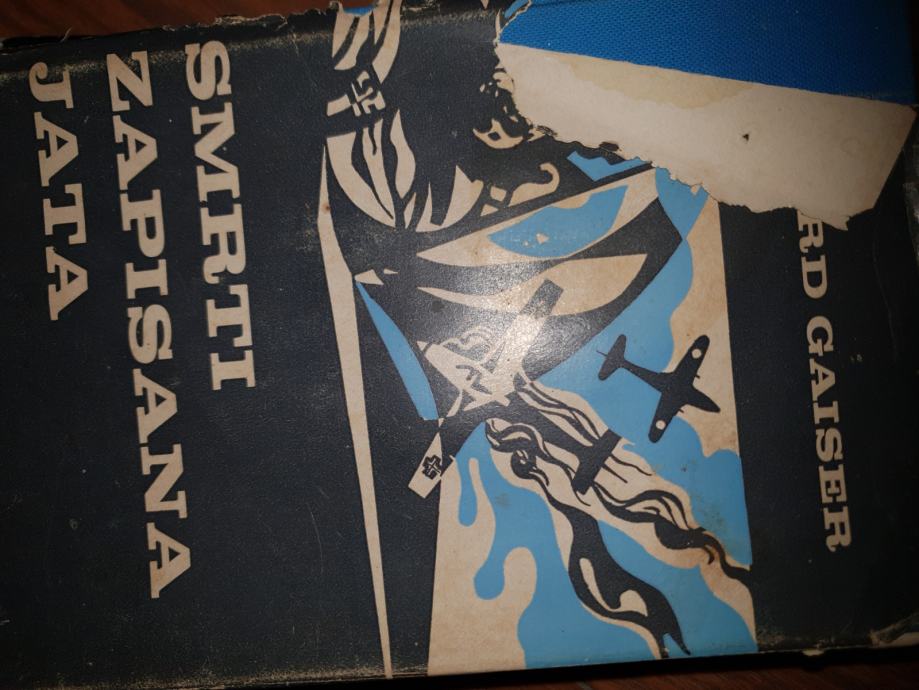 RD GAISER
SMRTI
ZAPISANA
JATA